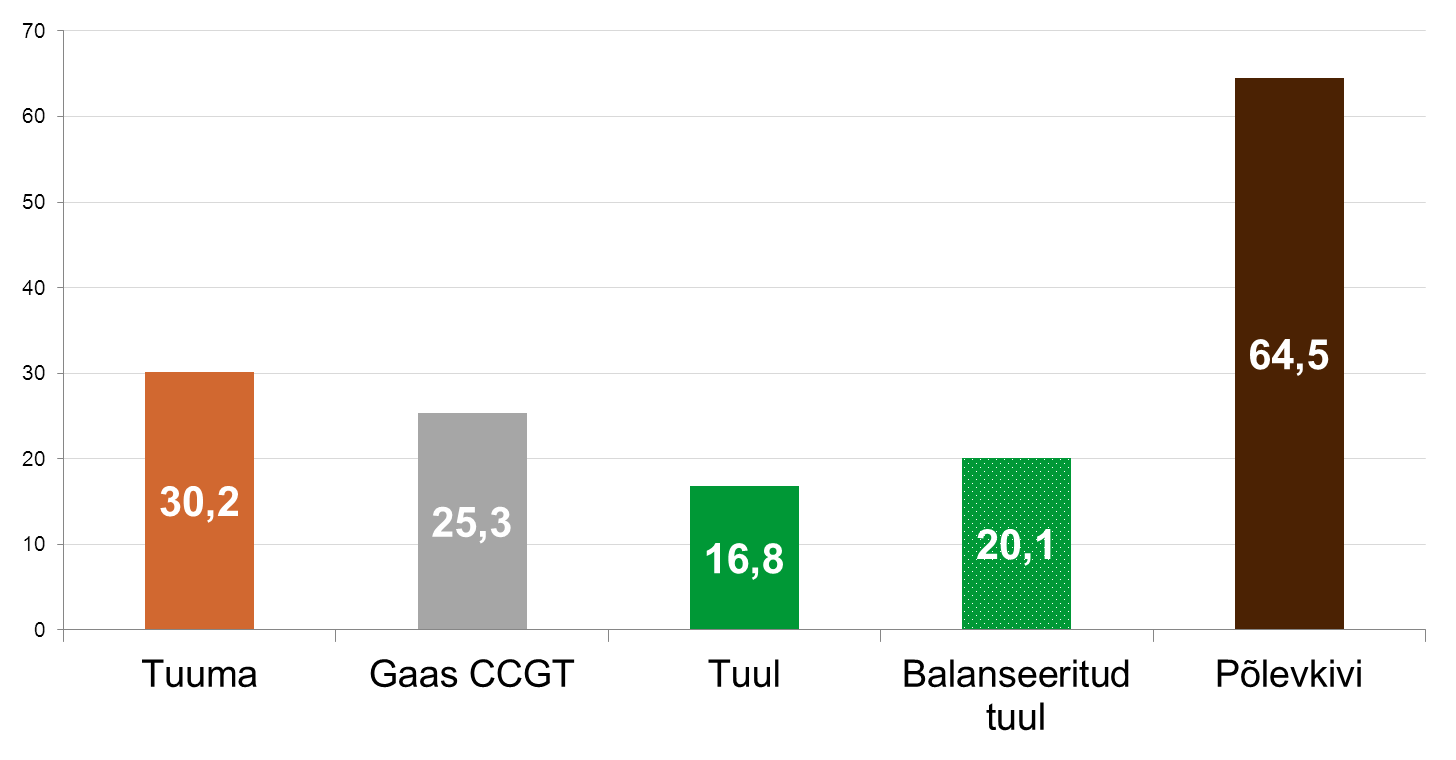 70
60
50
40
30
20
10
0
30,2
25,3
16,8
20,1
64,5
Tuuma
Gaas CCGT
Tuul
Balanseeritud
tuul
Põlevkivi